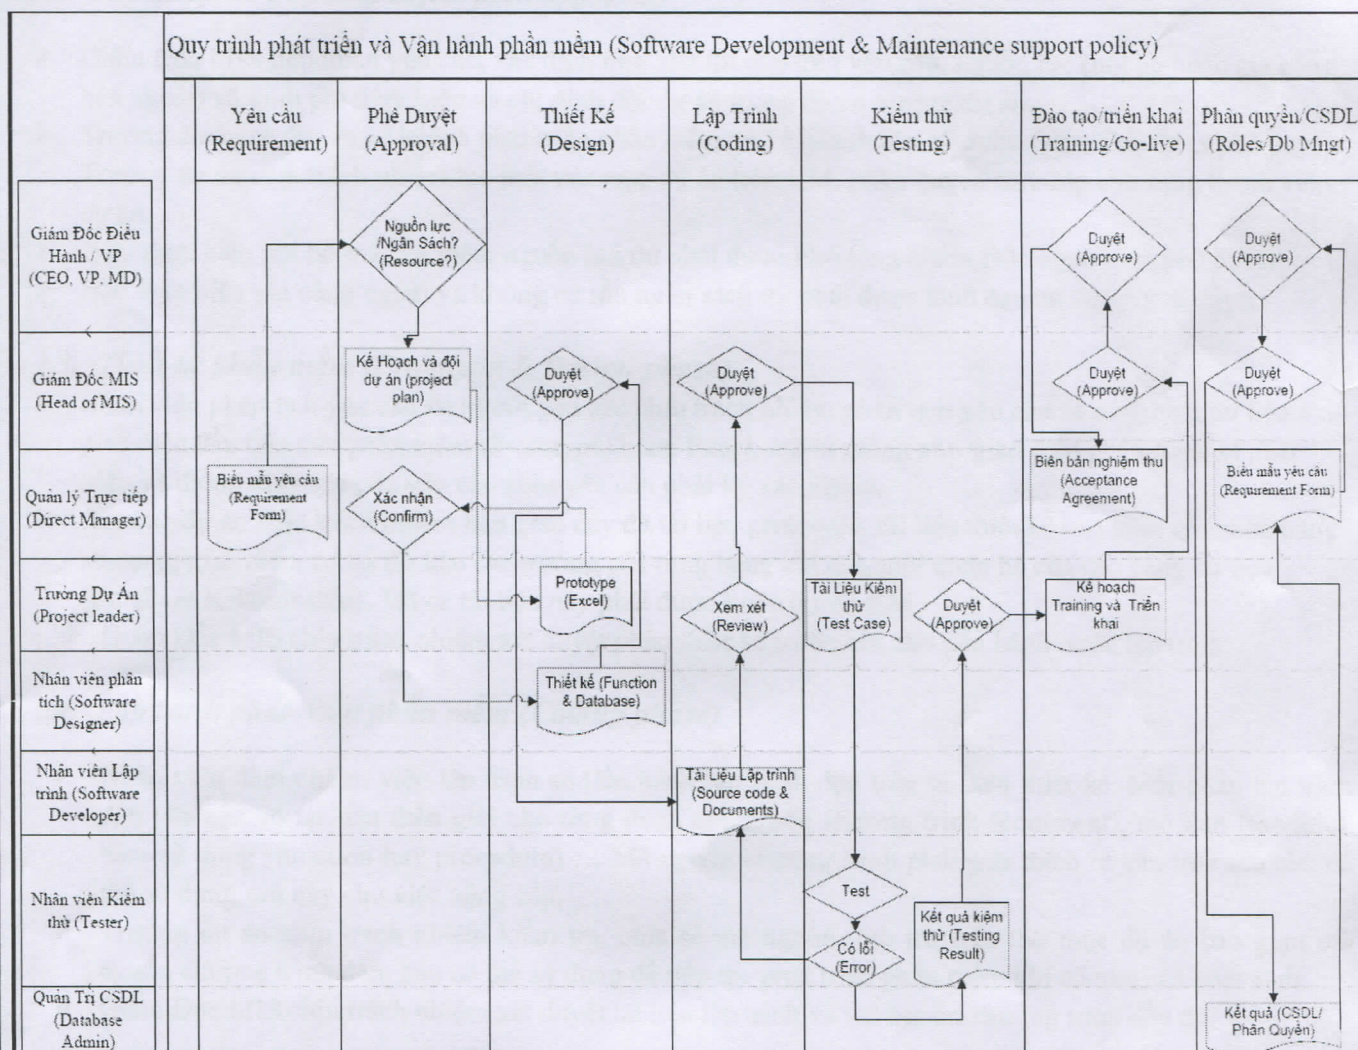 Quy trình phát triển và Vận hành phần mềm (Software Development & Maintenance support policy)
Yêu cầu
(Requirement)
Phê Duyệt
(Approval)
Thiết Kế
(Design)
Lập Trình
(Coding)
Kiểm thử
(Testing)
Đào tạo/triển khai
(Training/Go-live)
Phân quyền/CSDL
(Roles/Db Mngt)
Giám Đốc Điều
Hành / VP
(CEO, VP, MD)
Nguồn lực
/Ngân Sách?
(Resource?)
Duyệt
(Approve)
Duyệt
(Approve)
Giám Đốc MIS
(Head of MIS)
Kế Hoạch và đội
dự án (project
plan)
Duyệt
(Approve)
Duyệt
(Approve)
Duyệt
(Approve)
Duyệt
(Approve)
Quản lý Trực tiếp
(Direct Manager)
Biểu mẫu yêu cầu
(Requirement
Form)
Xác nhận
(Confirm)
Biên bản nghiệm thu
(Acceptance
Agreement)
Biểu mẫu yêu cầu
(Requirement Form)
Trưởng Dự Án
(Project leader)
Prototype
(Excel)
Xem xét
(Review)
Tài Liệu Kiểm
thử
(Test Case)
Duyệt
(Approve)
Kế hoạch
Training và Triển
khai
Nhân viên phân
tích (Software
Designer)
Thiết kế (Function
& Database)
Nhân viên Lập
trình (Software
Developer)
Tài Liệu Lập trình
(Source code &
Documents)
Nhân viên Kiểm
thử (Tester)
Test
Có lỗi
(Error)
Kết quả kiểm
thử (Testing
Result)
Quản Trị CSDL
(Database
Admin)
Kết quả (CSDL/
Phân Quyền)